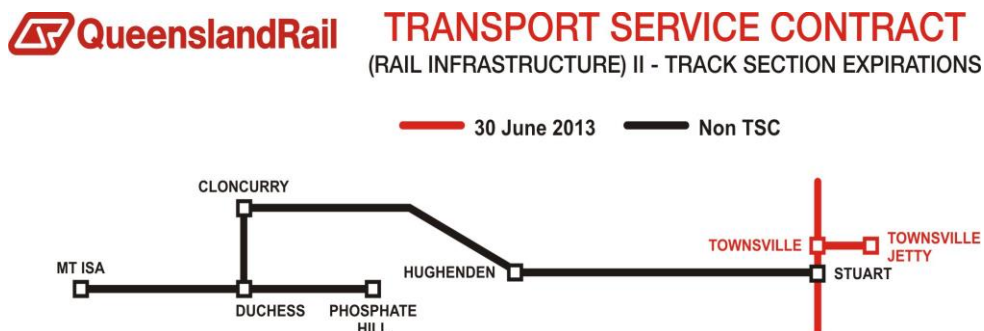 QueenslandRail
TRANSPORT SERVICE CONTRACT
(RAIL INFRASTRUCTURE) II - TRACK SECTION EXPIRATIONS
30 June 2013
Non TSC
CLONCURRY
MT ISA
DUCHESS
PHOSPHATE
HILL
HUGHENDEN
TOWNSVILLE
TOWNSVILLE
JETTY
STUART